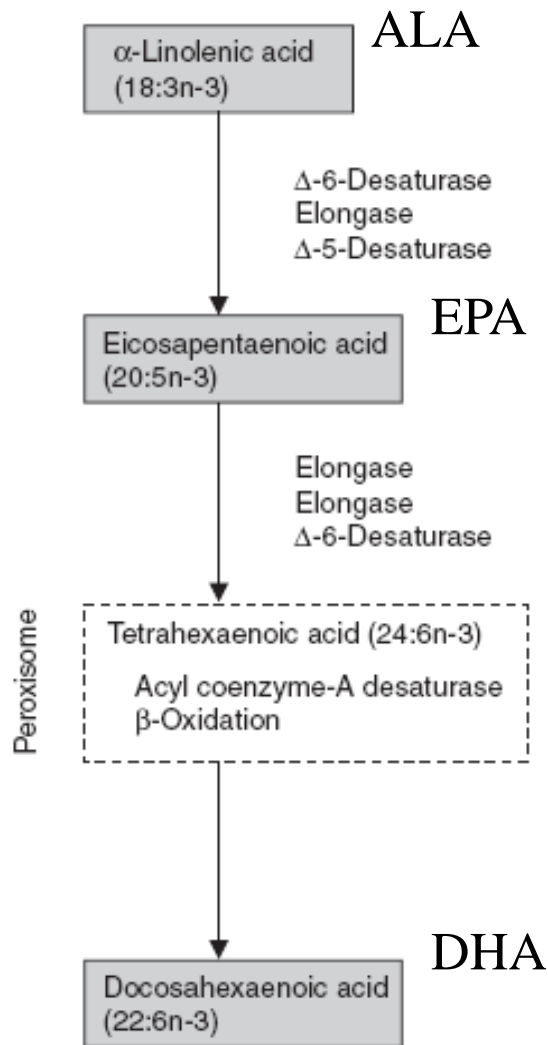 ALA
α-Linolenic acid
(18:3n-3)
Δ-6-Desaturase
Elongase
Δ-5-Desaturase
EPA
Eicosapentaenoic acid
(20:5n-3)
Elongase
Elongase
Δ-6-Desaturase
Peroxisome
Tetrahexaenoic acid (24:6n-3)
Acyl coenzyme-A desaturase
β-Oxidation
DHA
Docosahexaenoic acid
(22:6n-3)